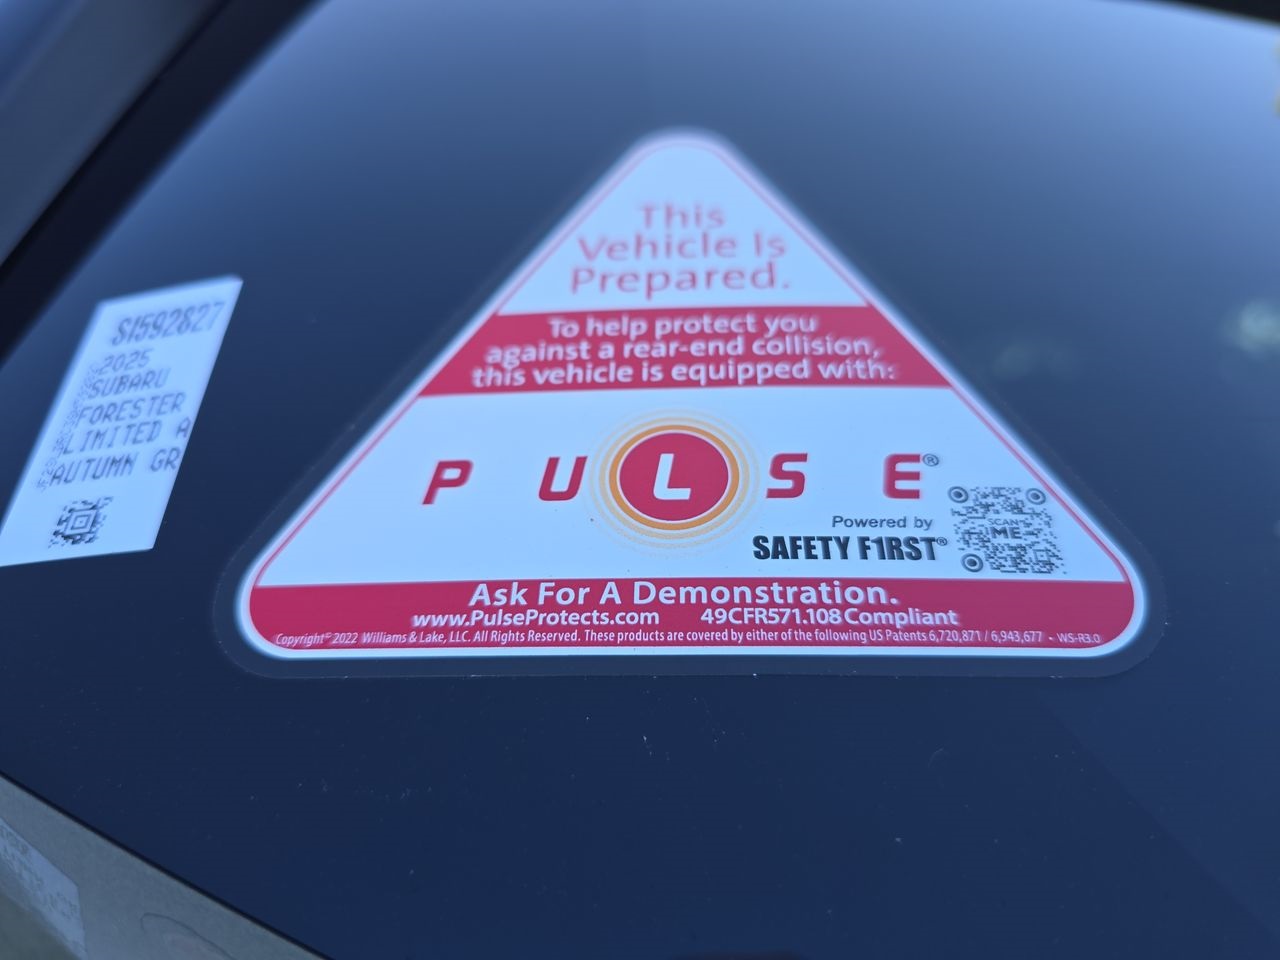 SI592827
2025
SUBARU
FORESTER
LIMITED A
AUTUMN GR
This
Vehicle Is
Prepared.
To help protect you
against a rear-end collision,
this vehicle is equipped with:
PULSE®
Powered by
SAFETY F1RST®
SCAN
ME
Ask For A Demonstration.
www.PulseProtects.com 49CFR571.108 Compliant
Copyright© 2022 Williams & Lake, LLC. All Rights Reserved. These products are covered by either of the following US Patents 6,720,871 / 6,943,677 • WS-R3.0